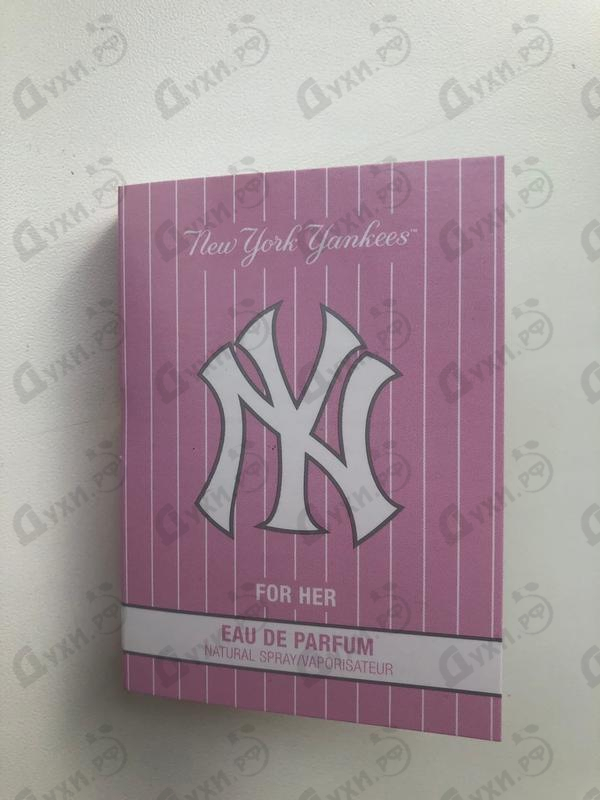 New York Yankees™
NY
FOR HER
EAU DE PARFUM
NATURAL SPRAY/VAPORISATEUR
Духи.рф